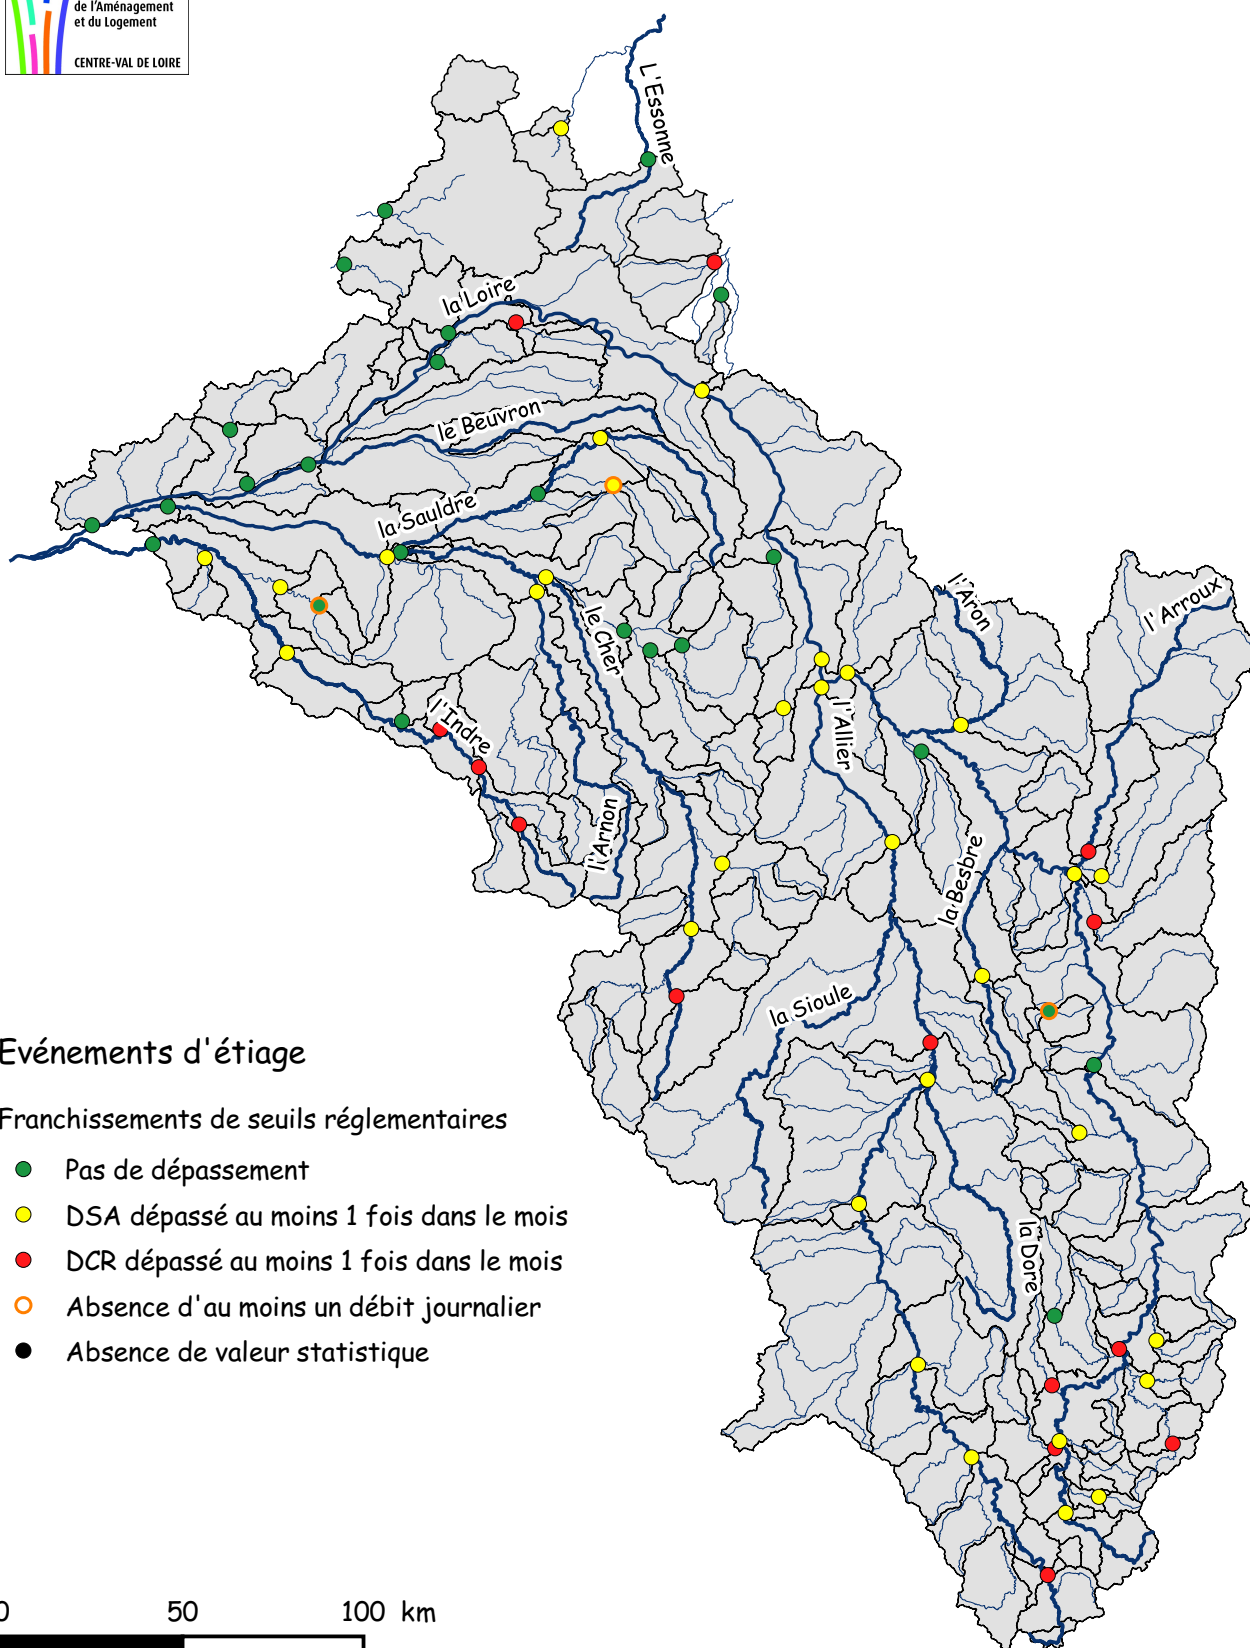 de l'Aménagement
et du Logement
CENTRE-VAL DE LOIRE
L'Essonne
la Loire
le Beuvron
la Sauldre
l'Aron
l'Arroux
le Cher
l'Indre
l'Allier
l'Arnon
la Besbre
la Sioule
la Dore
Evénements d'étiage
Franchissements de seuils réglementaires
Pas de dépassement
DSA dépassé au moins 1 fois dans le mois
DCR dépassé au moins 1 fois dans le mois
Absence d'au moins un débit journalier
Absence de valeur statistique
0 50 100 km